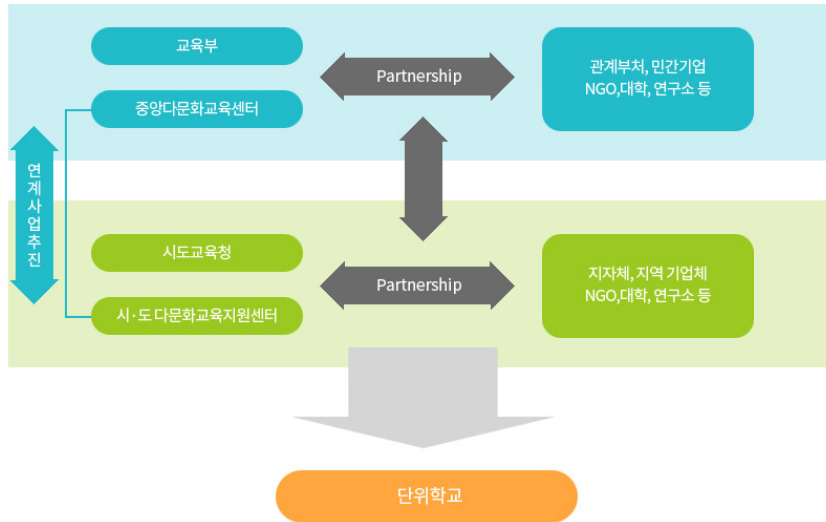 교육부
Partnership
관계부처, 민간기업
NGO,대학, 연구소 등
중앙다문화교육센터
연계사업추진
시도교육청
Partnership
지자체, 지역 기업체
NGO,대학, 연구소 등
시·도 다문화교육지원센터
단위학교